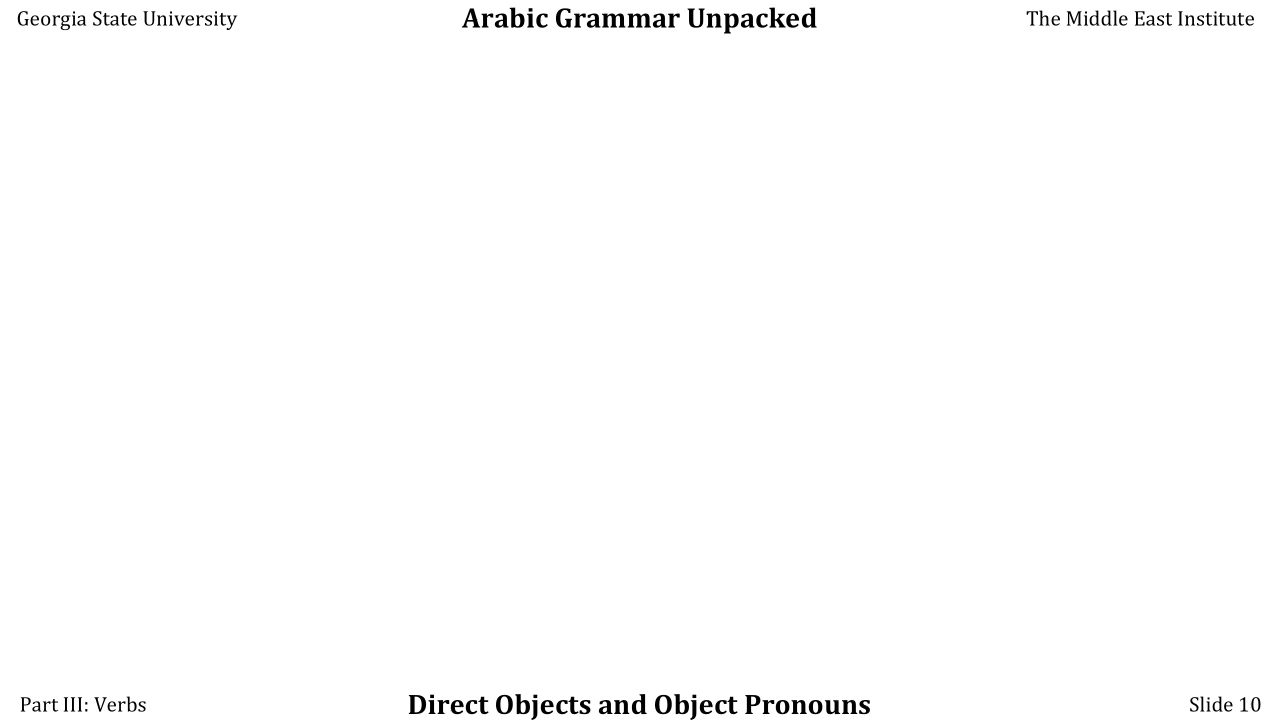 Georgia State University
Arabic Grammar Unpacked
The Middle East Institute
Part III: Verbs
Direct Objects and Object Pronouns
Slide 10